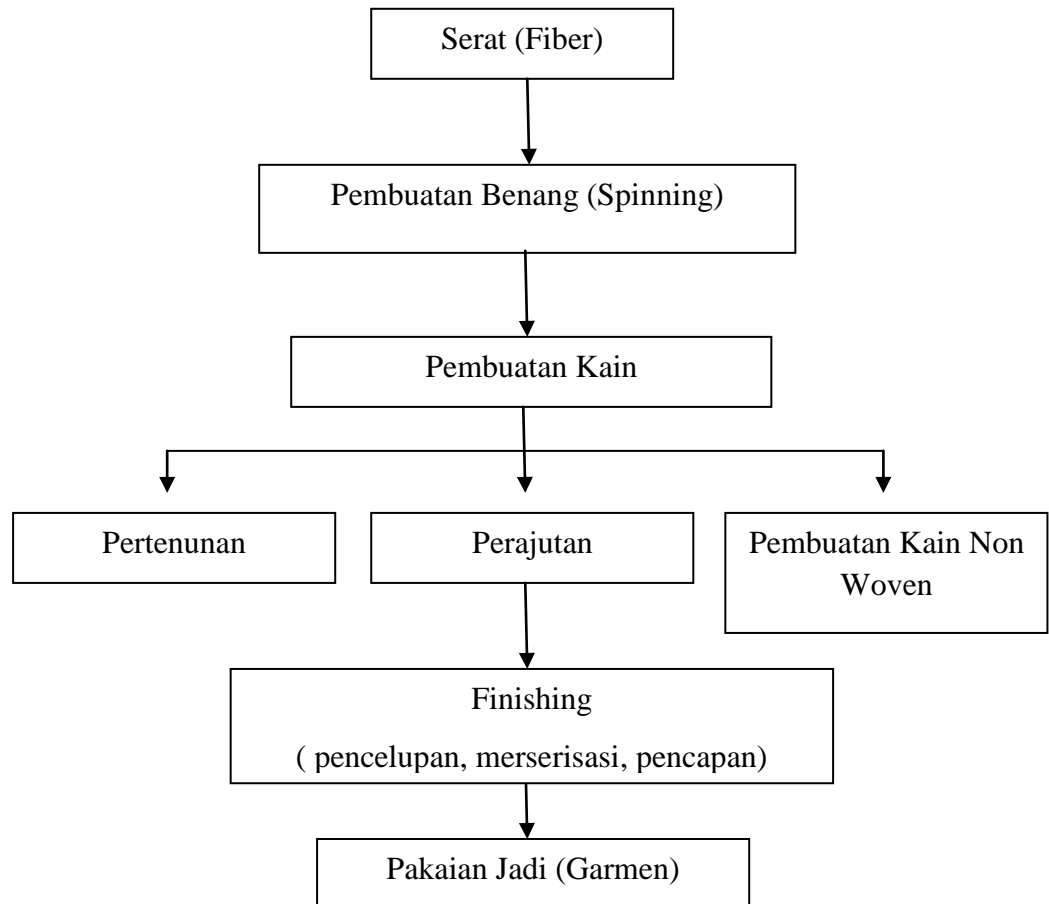 Serat (Fiber)
Pembuatan Benang (Spinning)
Pembuatan Kain
Pertenunan
Perajutan
Pembuatan Kain Non
Woven
Finishing
( pencelupan, merserisasi, pencapan)
Pakaian Jadi (Garmen)